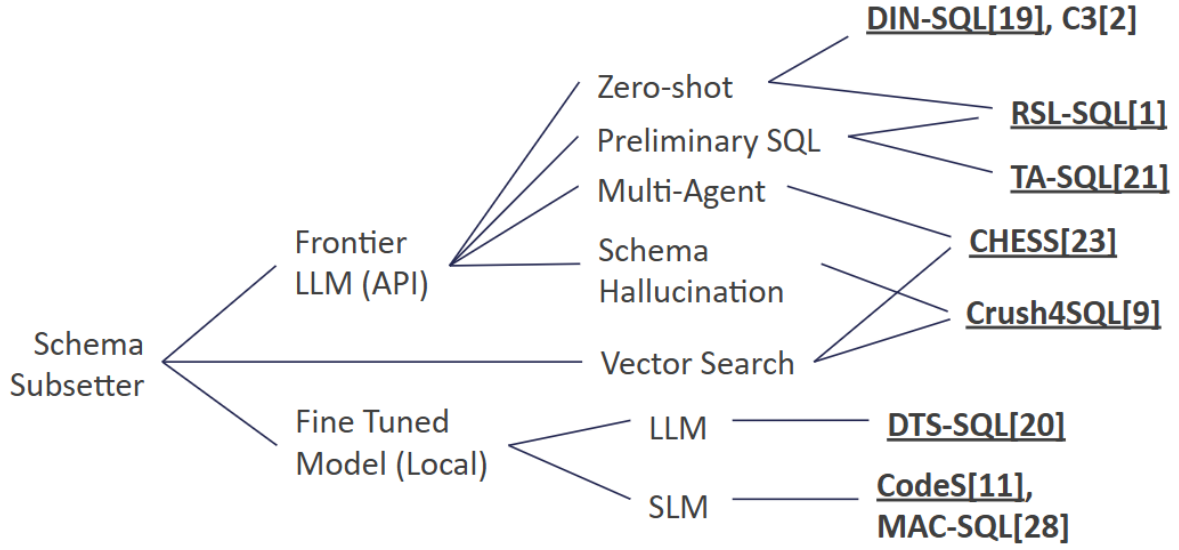 DIN-SQL[19], C3[2]
Zero-shot
RSL-SQL[1]
Preliminary SQL
TA-SQL[21]
Multi-Agent
Frontier
LLM (API)
CHESS[23]
Schema
Hallucination
Crush4SQL[9]
Schema
Subsetter
Vector Search
Fine Tuned
Model (Local)
LLM
DTS-SQL[20]
SLM
CodeS[11],
MAC-SQL[28]